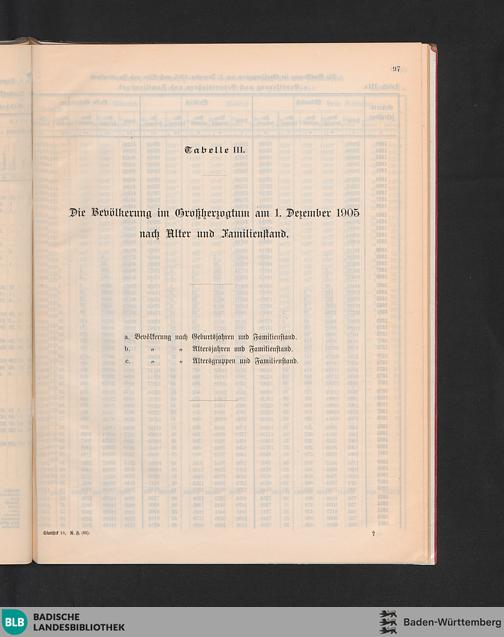 97
Tabelle III.
Die Bevölkerung im Großherzogtum am 1. Dezember 1905
nach Alter und Familienstand.
a. Bevölkerung nach Geburtsjahren und Familienstand.
b. „ „ Altersjahren und Familienstand.
c. „ „ Altersgruppen und Familienstand.
7
BLB BADISCHE
LANDESBIBLIOTHEK
Baden-Württemberg